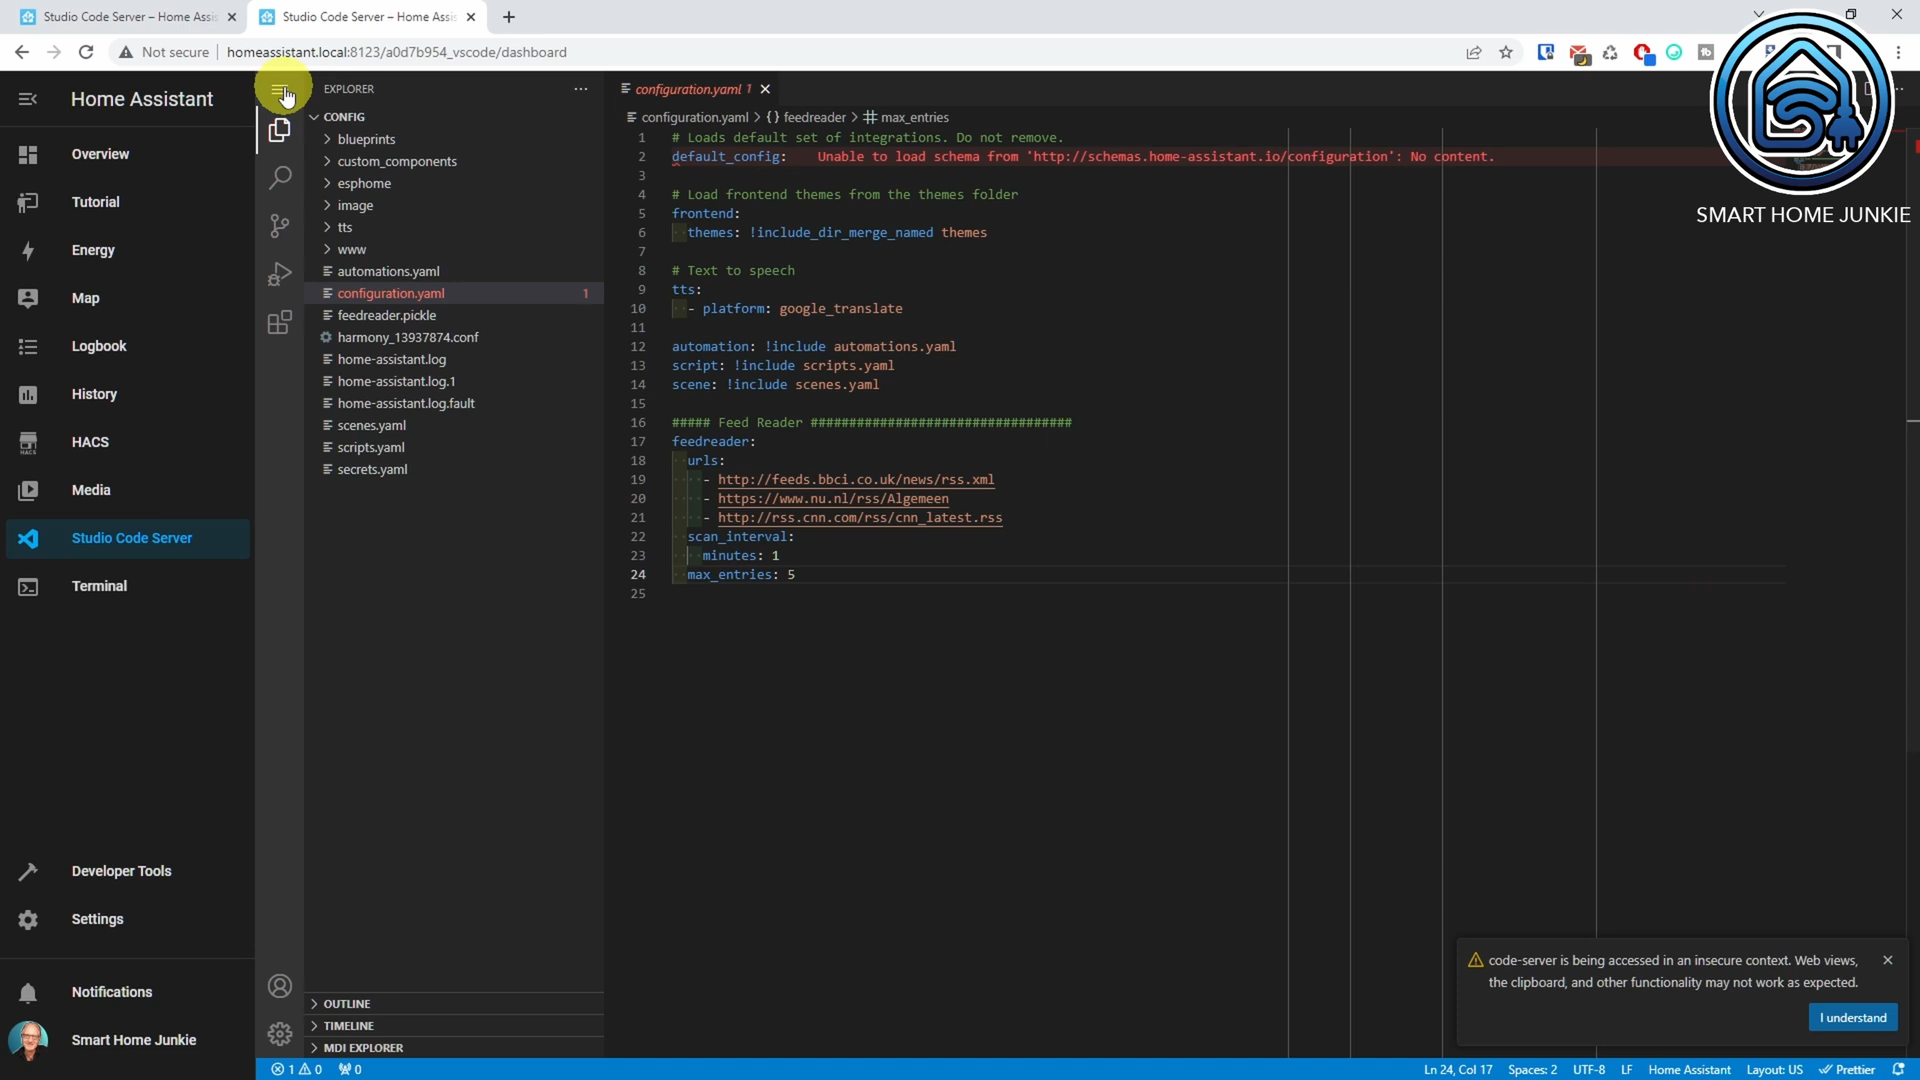 Studio Code Server – Home Assis
Studio Code Server – Home Assis
Not secure
homeassistant.local:8123/a0d7b954_vscode/dashboard
Home Assistant
Overview
Tutorial
Energy
Map
Logbook
History
HACS
HACS
Media
Studio Code Server
Terminal
Developer Tools
Settings
Notifications
Smart Home Junkie
EXPLORER
CONFIG
blueprints
custom_components
esphome
image
tts
www
automations.yaml
configuration.yaml 1
feedreader.pickle
harmony_13937874.conf
home-assistant.log
home-assistant.log.1
home-assistant.log.fault
scenes.yaml
scripts.yaml
secrets.yaml
OUTLINE
TIMELINE
MDI EXPLORER
configuration.yaml 1
configuration.yaml > {} feedreader > max_entries
1 # Loads default set of integrations. Do not remove.
2 default_config: Unable to load schema from 'http://schemas.home-assistant.io/configuration': No content.
3
4 # Load frontend themes from the themes folder
5 frontend:
6 themes: !include_dir_merge_named themes
7
8 # Text to speech
9 tts:
10 - platform: google_translate
11
12 automation: !include automations.yaml
13 script: !include scripts.yaml
14 scene: !include scenes.yaml
15
16 ##### Feed Reader ##################################
17 feedreader:
18 urls:
19 - http://feeds.bbci.co.uk/news/rss.xml
20 - https://www.nu.nl/rss/Algemeen
21 - http://rss.cnn.com/rss/cnn_latest.rss
22 scan_interval:
23 minutes: 1
24 max_entries: 5
25
SMART HOME JUNKIE
code-server is being accessed in an insecure context. Web views,
the clipboard, and other functionality may not work as expected.
I understand
1 0 0
Ln 24, Col 17 Spaces: 2 UTF-8 LF Home Assistant Layout: US Prettier